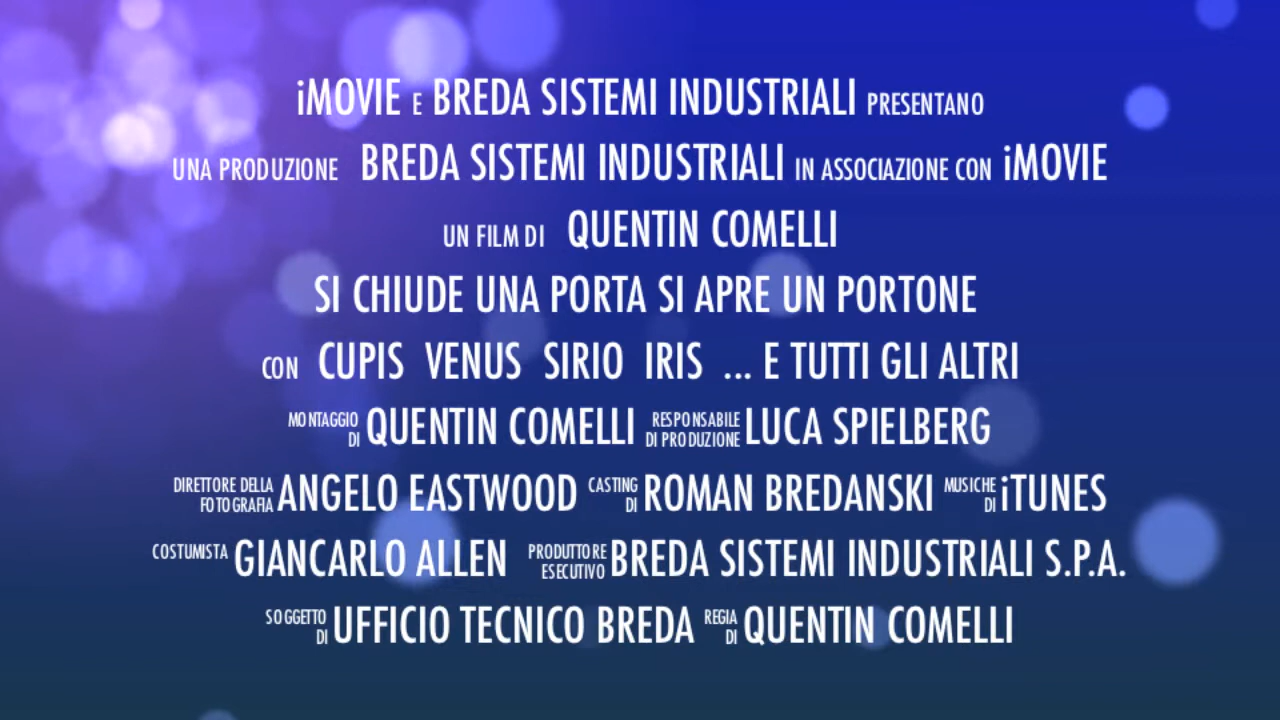 iMOVIE E BREDA SISTEMI INDUSTRIALI PRESENTANO
UNA PRODUZIONE BREDA SISTEMI INDUSTRIALI IN ASSOCIAZIONE CON iMOVIE
UN FILM DI QUENTIN COMELLI
SI CHIUDE UNA PORTA SI APRE UN PORTONE
CON CUPIS VENUS SIRIO IRIS ... E TUTTI GLI ALTRI
MONTAGGIO DI QUENTIN COMELLI RESPONSABILE DI PRODUZIONE LUCA SPIELBERG
DIRETTORE DELLA FOTOGRAFIA ANGELO EASTWOOD CASTING DI ROMAN BREDANSKI MUSICHE DI iTUNES
COSTUMISTA GIANCARLO ALLEN PRODUTTORE ESECUTIVO BREDA SISTEMI INDUSTRIALI S.P.A.
SOGGETTO DI UFFICIO TECNICO BREDA REGIA DI QUENTIN COMELLI